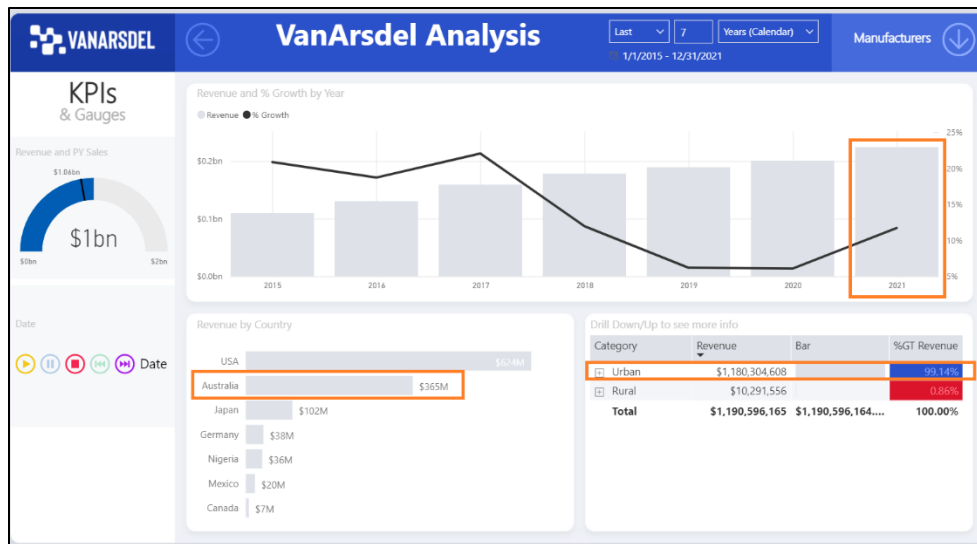 VANARSDEL
VanArsdel Analysis
Last 7 Years (Calendar)
1/1/2015 - 12/31/2021
Manufacturers
KPIs
& Gauges
Revenue and PY Sales
$1.06bn
$1bn
$0bn $2bn
Date
Date
Revenue and % Growth by Year
Revenue % Growth
25%
$0.2bn 20%
15%
$0.1bn
10%
$0.0bn 5%
2015 2016 2017 2018 2019 2020 2021
Revenue by Country
USA $624M
Australia $365M
Japan $102M
Germany $38M
Nigeria $36M
Mexico $20M
Canada $7M
Drill Down/Up to see more info
Category Revenue Bar %GT Revenue
Urban $1,180,304,608 99.14%
Rural $10,291,556 0.86%
Total $1,190,596,165 $1,190,596,164.... 100.00%